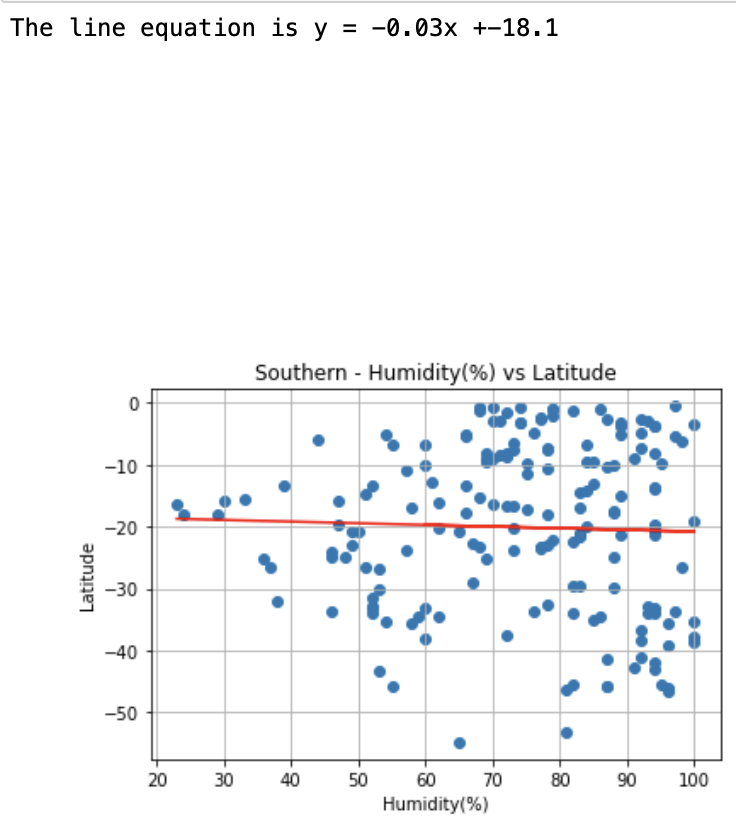 The line equation is y = -0.03x +-18.1
Southern - Humidity(%) vs Latitude
0
−10
−20
−30
−40
−50
Latitude
20 30 40 50 60 70 80 90 100
Humidity(%)